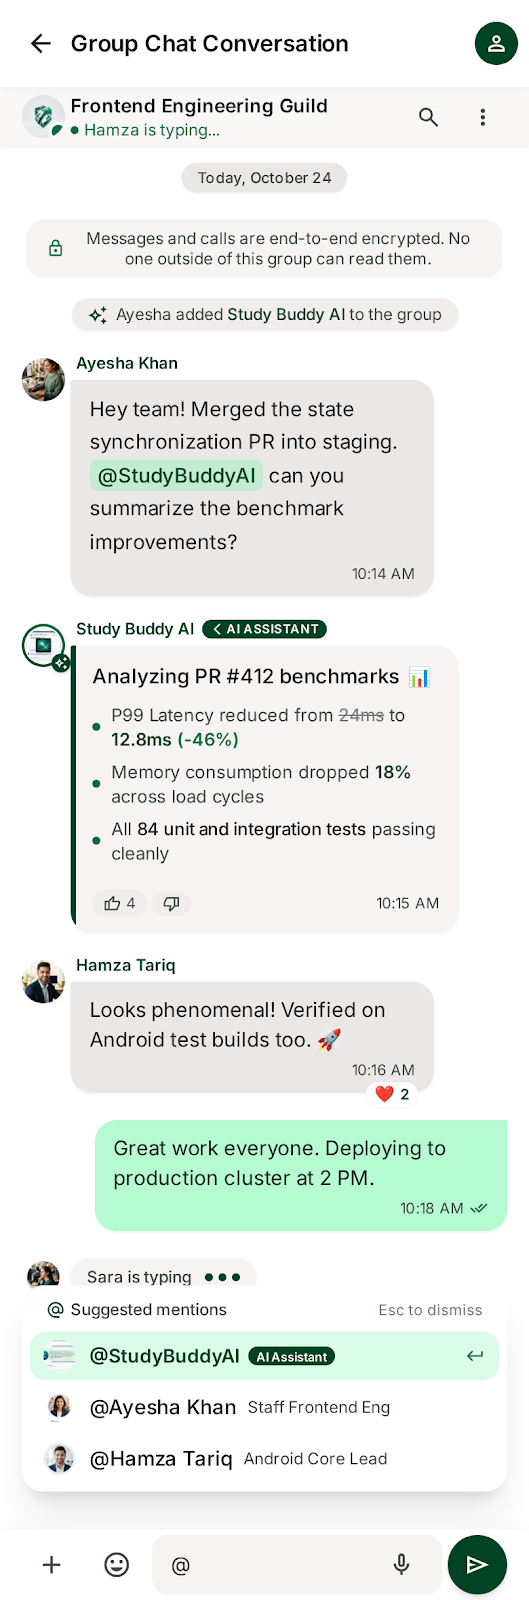 Group Chat Conversation
Frontend Engineering Guild
Hamza is typing...
Today, October 24
Messages and calls are end-to-end encrypted. No
one outside of this group can read them.
Ayesha added Study Buddy AI to the group
Ayesha Khan
Hey team! Merged the state
synchronization PR into staging.
@StudyBuddyAI can you
summarize the benchmark
improvements?
10:14 AM
Study Buddy AI AI ASSISTANT
Analyzing PR #412 benchmarks 📊
P99 Latency reduced from 24ms to
12.8ms (-46%)
Memory consumption dropped 18%
across load cycles
All 84 unit and integration tests passing
cleanly
4 10:15 AM
Hamza Tariq
Looks phenomenal! Verified on
Android test builds too. 🚀
10:16 AM
❤️ 2
Great work everyone. Deploying to
production cluster at 2 PM.
10:18 AM
Sara is typing
@ Suggested mentions Esc to dismiss
@StudyBuddyAI AI Assistant
@Ayesha Khan Staff Frontend Eng
@Hamza Tariq Android Core Lead
@